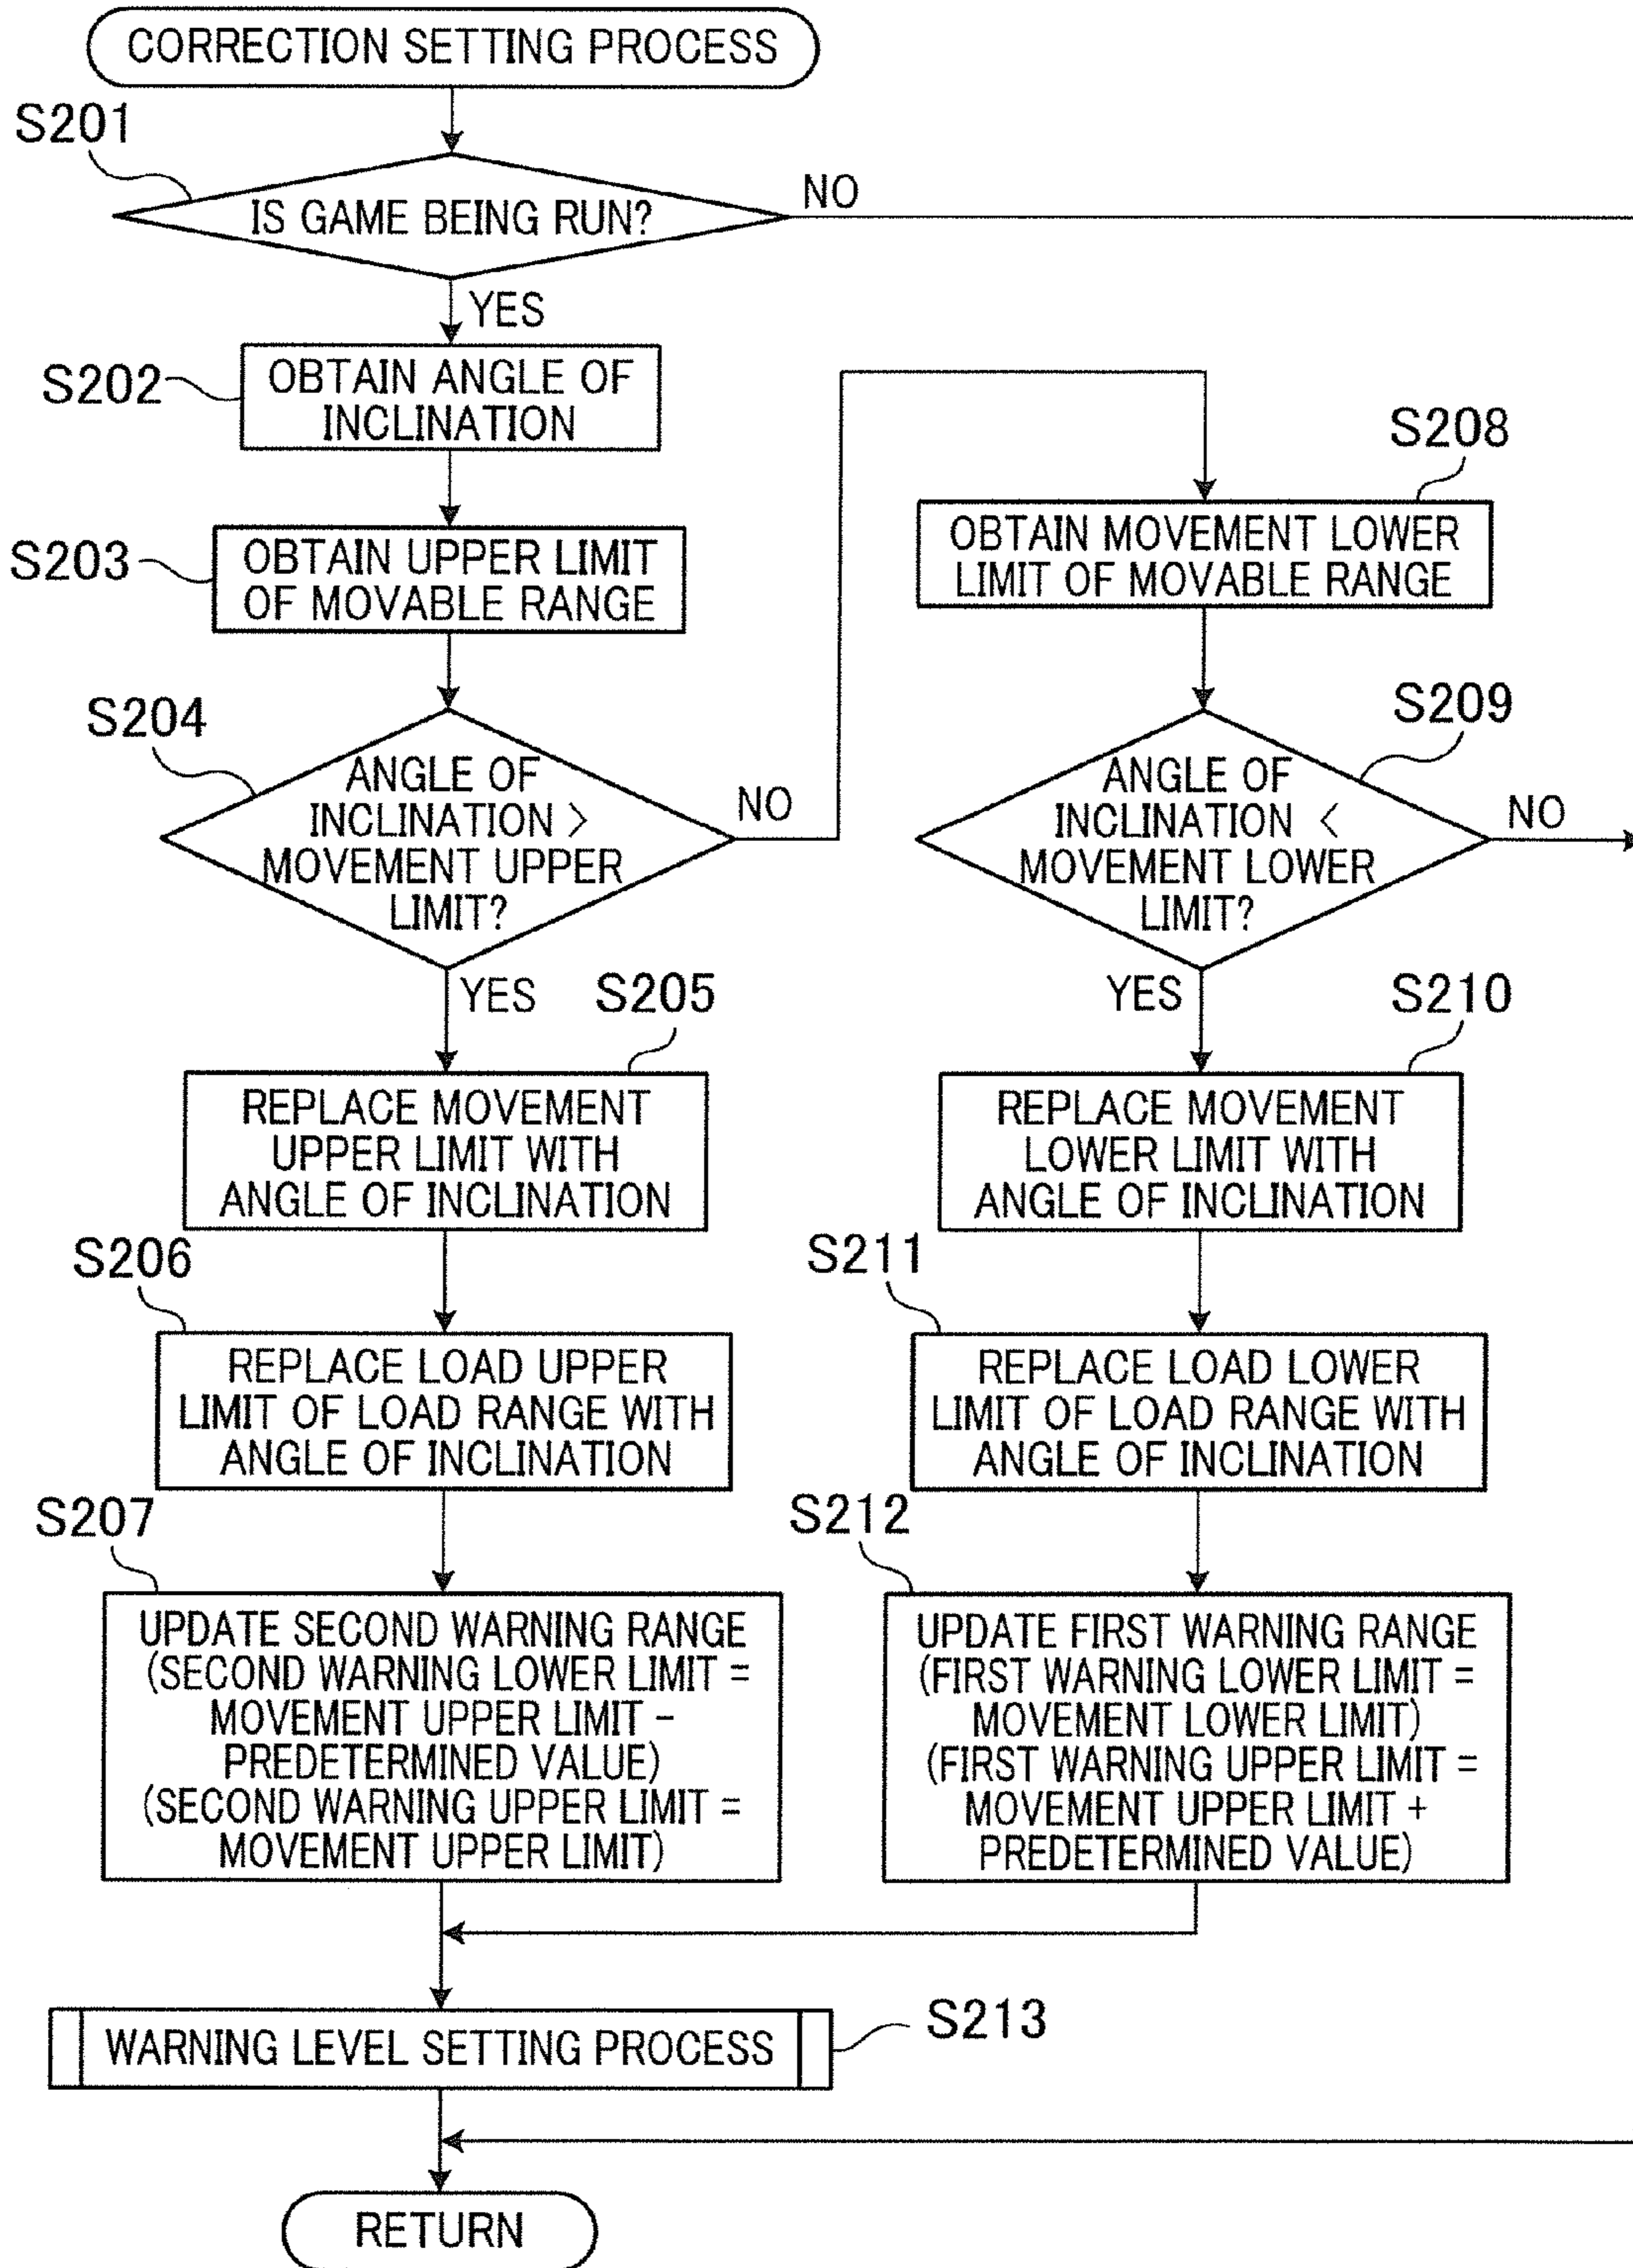 CORRECTION SETTING PROCESS
S201
IS GAME BEING RUN?
NO
YES
S202
OBTAIN ANGLE OF
INCLINATION
S203
OBTAIN UPPER LIMIT
OF MOVABLE RANGE
S204
ANGLE OF
INCLINATION >
MOVEMENT UPPER
LIMIT?
NO
YES
S205
REPLACE MOVEMENT
UPPER LIMIT WITH
ANGLE OF INCLINATION
S206
REPLACE LOAD UPPER
LIMIT OF LOAD RANGE WITH
ANGLE OF INCLINATION
S207
UPDATE SECOND WARNING RANGE
(SECOND WARNING LOWER LIMIT =
MOVEMENT UPPER LIMIT -
PREDETERMINED VALUE)
(SECOND WARNING UPPER LIMIT =
MOVEMENT UPPER LIMIT)
S208
OBTAIN MOVEMENT LOWER
LIMIT OF MOVABLE RANGE
S209
ANGLE OF
INCLINATION <
MOVEMENT LOWER
LIMIT?
NO
YES
S210
REPLACE MOVEMENT
LOWER LIMIT WITH
ANGLE OF INCLINATION
S211
REPLACE LOAD LOWER
LIMIT OF LOAD RANGE WITH
ANGLE OF INCLINATION
S212
UPDATE FIRST WARNING RANGE
(FIRST WARNING LOWER LIMIT =
MOVEMENT LOWER LIMIT)
(FIRST WARNING UPPER LIMIT =
MOVEMENT UPPER LIMIT +
PREDETERMINED VALUE)
WARNING LEVEL SETTING PROCESS
S213
RETURN